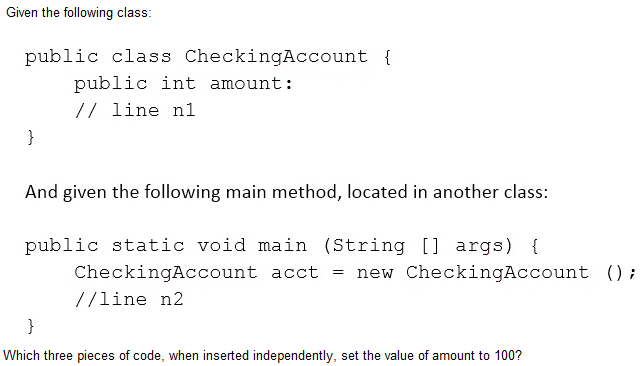 Given the following class:
public class CheckingAccount {
public int amount:
// line n1
}
And given the following main method, located in another class:
public static void main (String [] args) {
CheckingAccount acct = new CheckingAccount ();
//line n2
}
Which three pieces of code, when inserted independently, set the value of amount to 100?